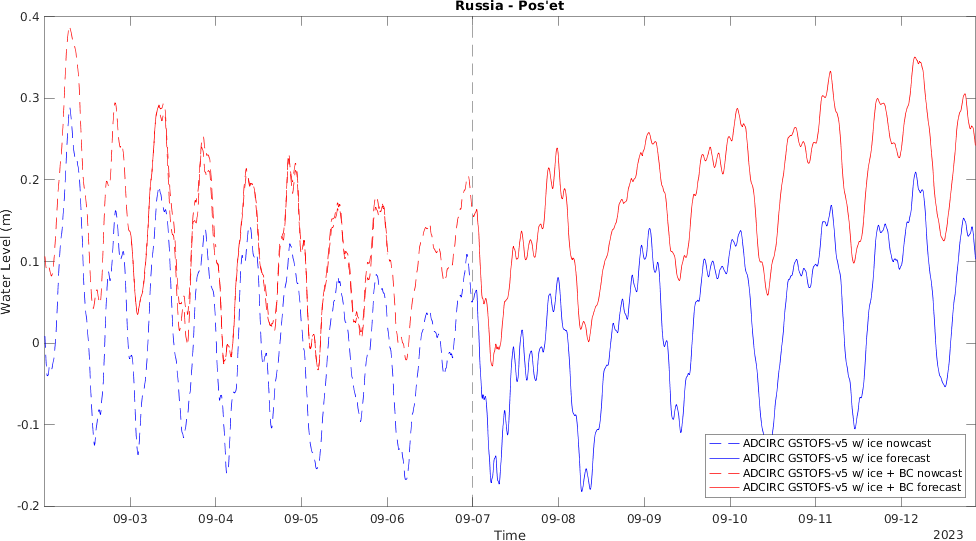 Russia - Pos'et
Water Level (m)
0.4
0.3
0.2
0.1
0
-0.1
-0.2
ADCIRC GSTOFS-v5 w/ ice nowcast
ADCIRC GSTOFS-v5 w/ ice forecast
ADCIRC GSTOFS-v5 w/ ice + BC nowcast
ADCIRC GSTOFS-v5 w/ ice + BC forecast
09-03 09-04 09-05 09-06 09-07 09-08 09-09 09-10 09-11 09-12
Time
2023